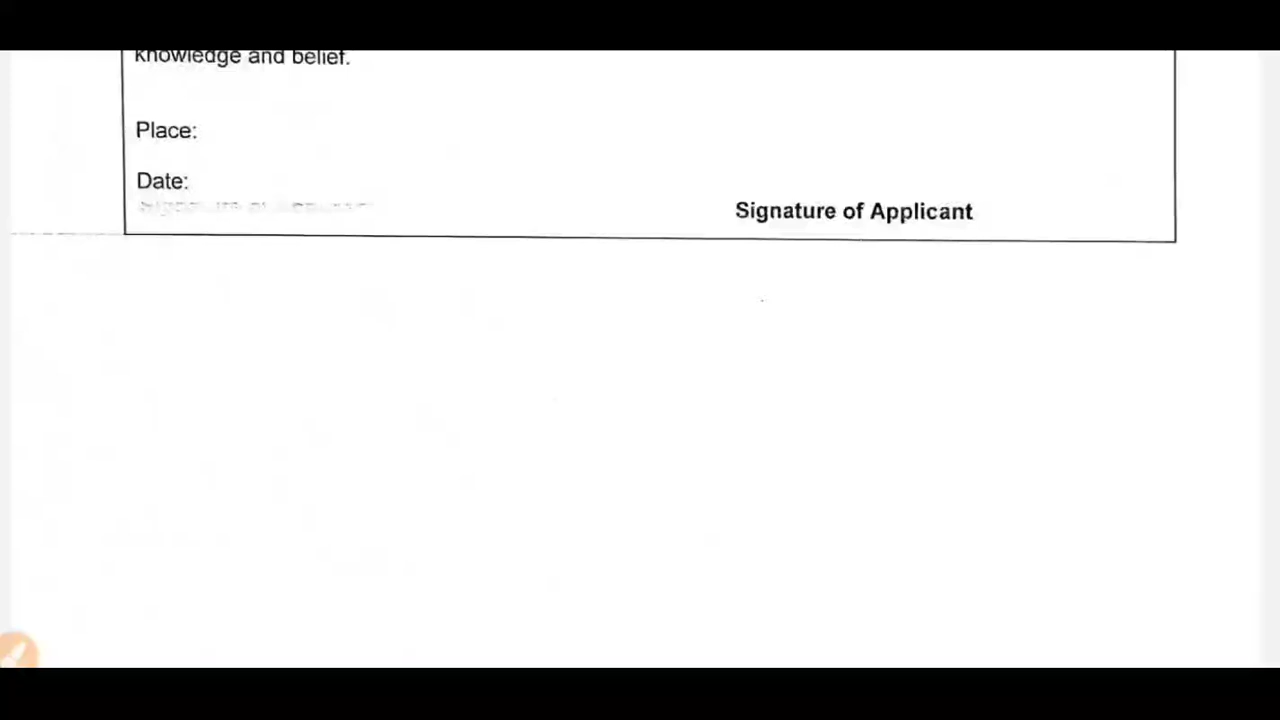 knowledge and belief.
Place:
Date:
Signature of Applicant